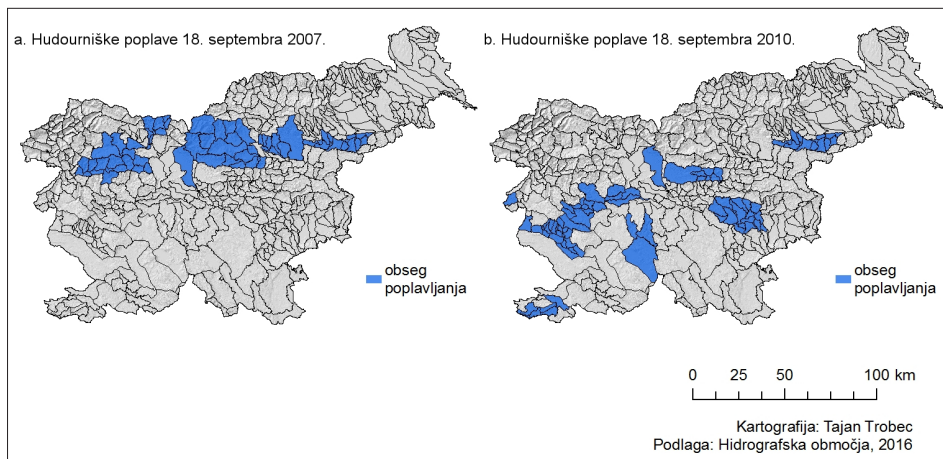 a. Hudourniške poplave 18. septembra 2007.
b. Hudourniške poplave 18. septembra 2010.
obseg
poplavljanja
obseg
poplavljanja
0 25 50 100 km
Kartografija: Tajan Trobec
Podlaga: Hidrografska območja, 2016